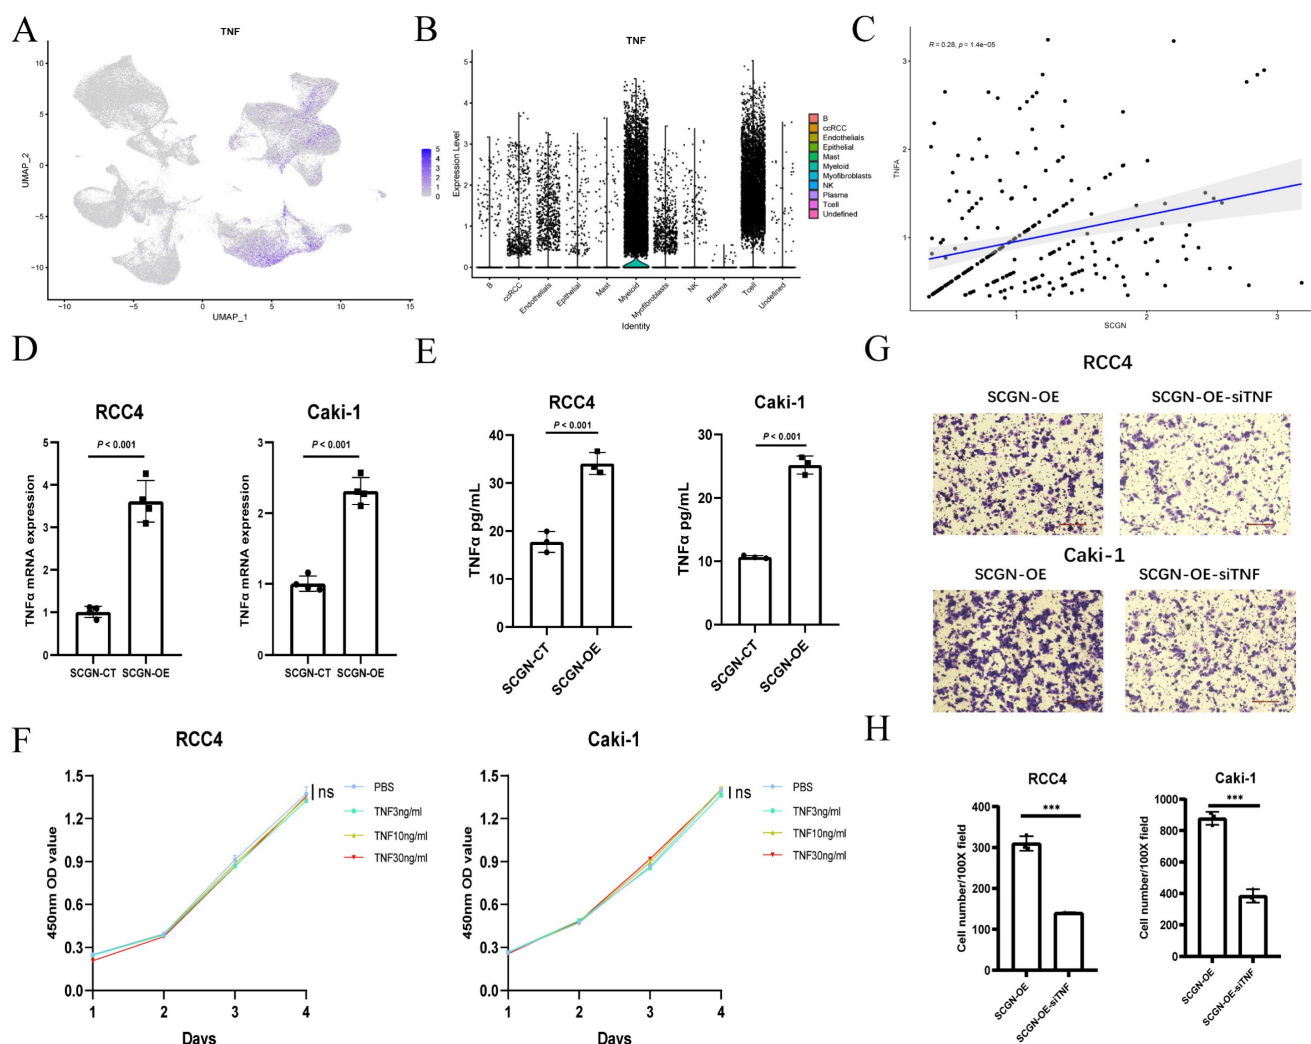 A
TNF
UMAP_2
10
5
0
−5
−10
−10
−5
0
5
10
15
UMAP_1
5
4
3
2
1
0
B
TNF
Expression Level
5
4
3
2
1
0
B
ccRCC
Endothelials
Epithelial
Mast
Myeloid
Myofibroblasts
NK
Plasma
Tcell
Undefined
Identity
B
ccRCC
Endothelials
Epithelial
Mast
Myeloid
Myofibroblasts
NK
Plasma
Tcell
Undefined
C
R = 0.28, p = 1.4e−05
TNFA
3
2
1
1
2
3
SCGN
D
RCC4
P < 0.001
TNFα mRNA expression
5
4
3
2
1
0
SCGN-CT
SCGN-OE
Caki-1
P < 0.001
TNFα mRNA expression
3
2
1
0
SCGN-CT
SCGN-OE
E
RCC4
P < 0.001
TNFα pg/mL
40
30
20
10
0
SCGN-CT
SCGN-OE
Caki-1
P < 0.001
TNFα pg/mL
30
20
10
0
SCGN-CT
SCGN-OE
F
RCC4
450nm OD value
1.5
1.2
0.9
0.6
0.3
0.0
1
2
3
4
Days
ns
PBS
TNF3ng/ml
TNF10ng/ml
TNF30ng/ml
Caki-1
450nm OD value
1.5
1.2
0.9
0.6
0.3
0.0
1
2
3
4
Days
ns
PBS
TNF3ng/ml
TNF10ng/ml
TNF30ng/ml
G
RCC4
SCGN-OE
SCGN-OE-siTNF
Caki-1
SCGN-OE
SCGN-OE-siTNF
H
RCC4
***
Cell number/100X field
400
300
200
100
0
SCGN-OE
SCGN-OE-siTNF
Caki-1
***
Cell number/100X field
1000
800
600
400
200
0
SCGN-OE
SCGN-OE-siTNF